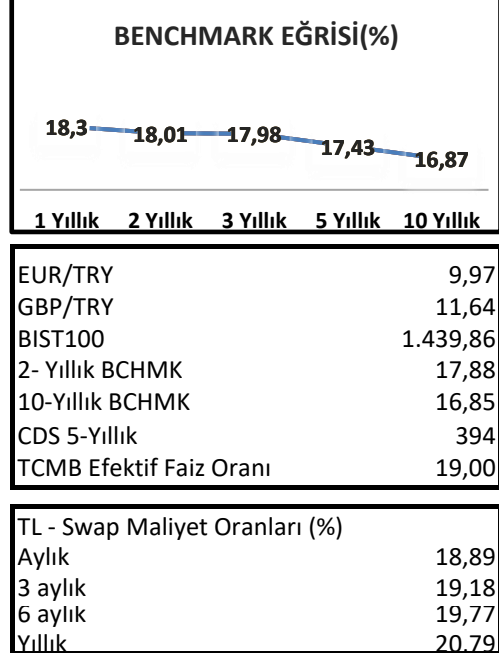 BENCHMARK EĞRİSİ(%)
18,3 18,01 17,98 17,43 16,87
1 Yıllık 2 Yıllık 3 Yıllık 5 Yıllık 10 Yıllık
EUR/TRY 9,97
GBP/TRY 11,64
BIST100 1.439,86
2- Yıllık BCHMK 17,88
10-Yıllık BCHMK 16,85
CDS 5-Yıllık 394
TCMB Efektif Faiz Oranı 19,00
TL - Swap Maliyet Oranları (%)
Aylık 18,89
3 aylık 19,18
6 aylık 19,77
Yıllık 20,79